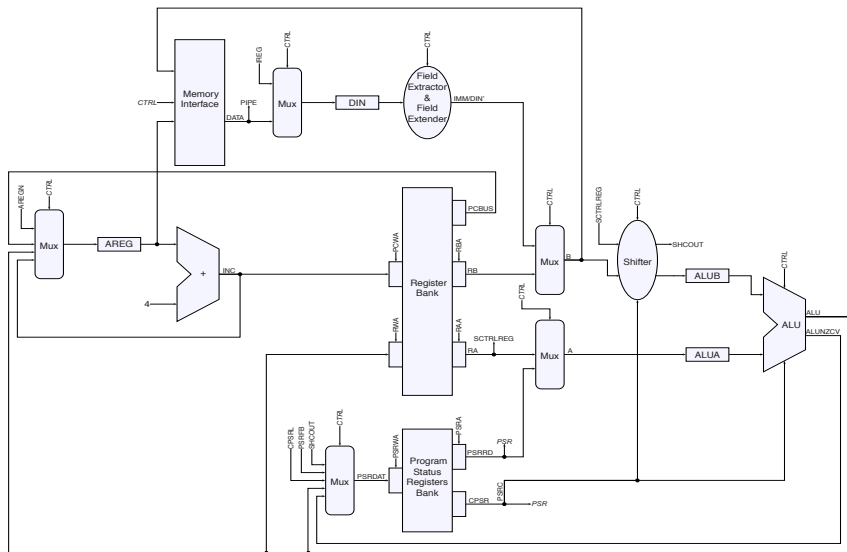 CTRL
IREG
CTRL
CTRL
Memory
Interface
CTRL
DATA
PIPE
Mux
DIN
Field
Extractor
&
Field
Extender
IMM/DIN'
AREGN
CTRL
Mux
AREG
4
+
INC
PCBUS
PCWA
RBA
RB
Register
Bank
RWA
RAA
RA
SCTRLREG
CTRL
Mux
B
CTRL
Mux
A
SCTRLREG
CTRL
Shifter
SHCOUT
ALUB
ALUA
CTRL
ALU
ALU
ALUNZCV
CPSRL
PSRFB
SHCOUT
CTRL
Mux
PSRDAT
PSRWA
PSRA
Program
Status
Registers
Bank
PSRRD
PSR
CPSR
PSRC
PSR